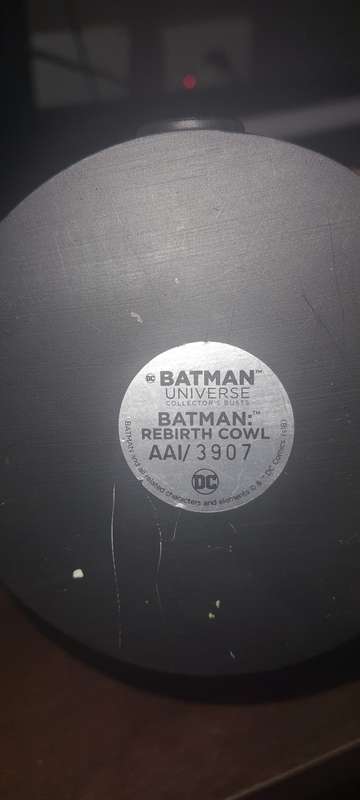 DC BATMAN™
UNIVERSE
COLLECTOR'S BUSTS
BATMAN:™
REBIRTH COWL
AAI/3907
DC
BATMAN and all related characters and elements © & ™ DC Comics (s18)